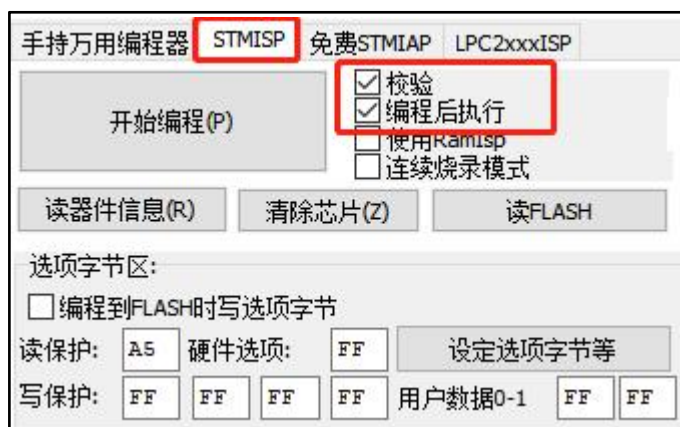 手持万用编程器 STMISP 免费STMIAP LPC2xxxISP
开始编程(P)
校验
编程后执行
使用RamIsp
连续烧录模式
读器件信息(R) 清除芯片(Z) 读FLASH
选项字节区:
编程到FLASH时写选项字节
读保护: A5 硬件选项: FF 设定选项字节等
写保护: FF FF FF FF 用户数据0-1 FF FF